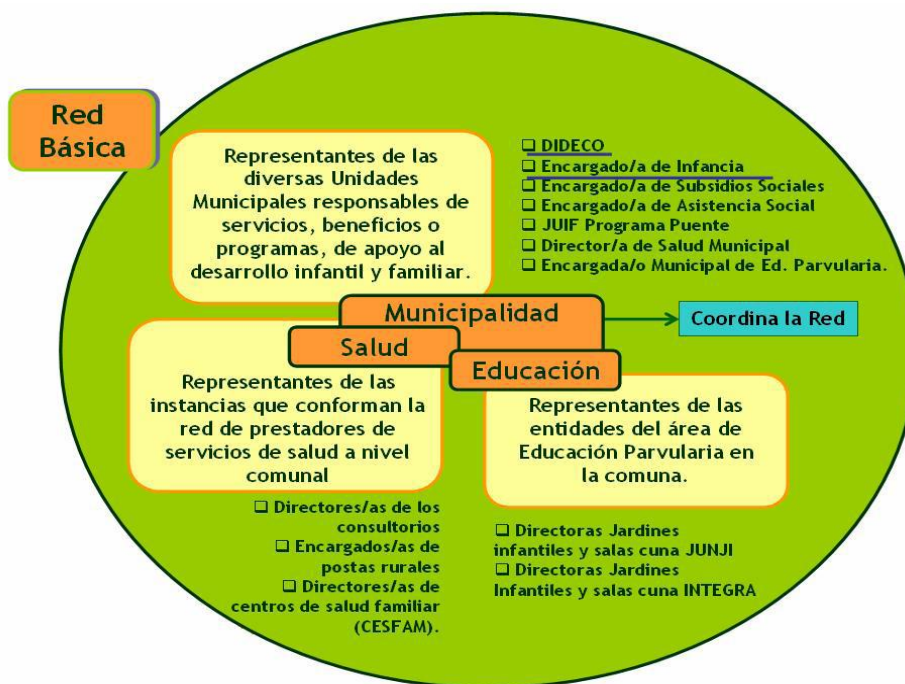 Red
Básica
Representantes de las
diversas Unidades
Municipales responsables de
servicios, beneficios o
programas, de apoyo al
desarrollo infantil y familiar.
❑ DIDECO
❑ Encargado/a de Infancia
❑ Encargado/a de Subsidios Sociales
❑ Encargado/a de Asistencia Social
❑ JUIF Programa Puente
❑ Director/a de Salud Municipal
❑ Encargada/o Municipal de Ed. Parvularia.
Municipalidad
Coordina la Red
Salud
Educación
Representantes de las
instancias que conforman la
red de prestadores de
servicios de salud a nivel
comunal
Representantes de las
entidades del área de
Educación Parvularia en
la comuna.
❑ Directores/as de los
consultorios
❑ Encargados/as de
postas rurales
❑ Directores/as de
centros de salud familiar
(CESFAM).
❑ Directoras Jardines
infantiles y salas cuna JUNJI
❑ Directoras Jardines
Infantiles y salas cuna INTEGRA